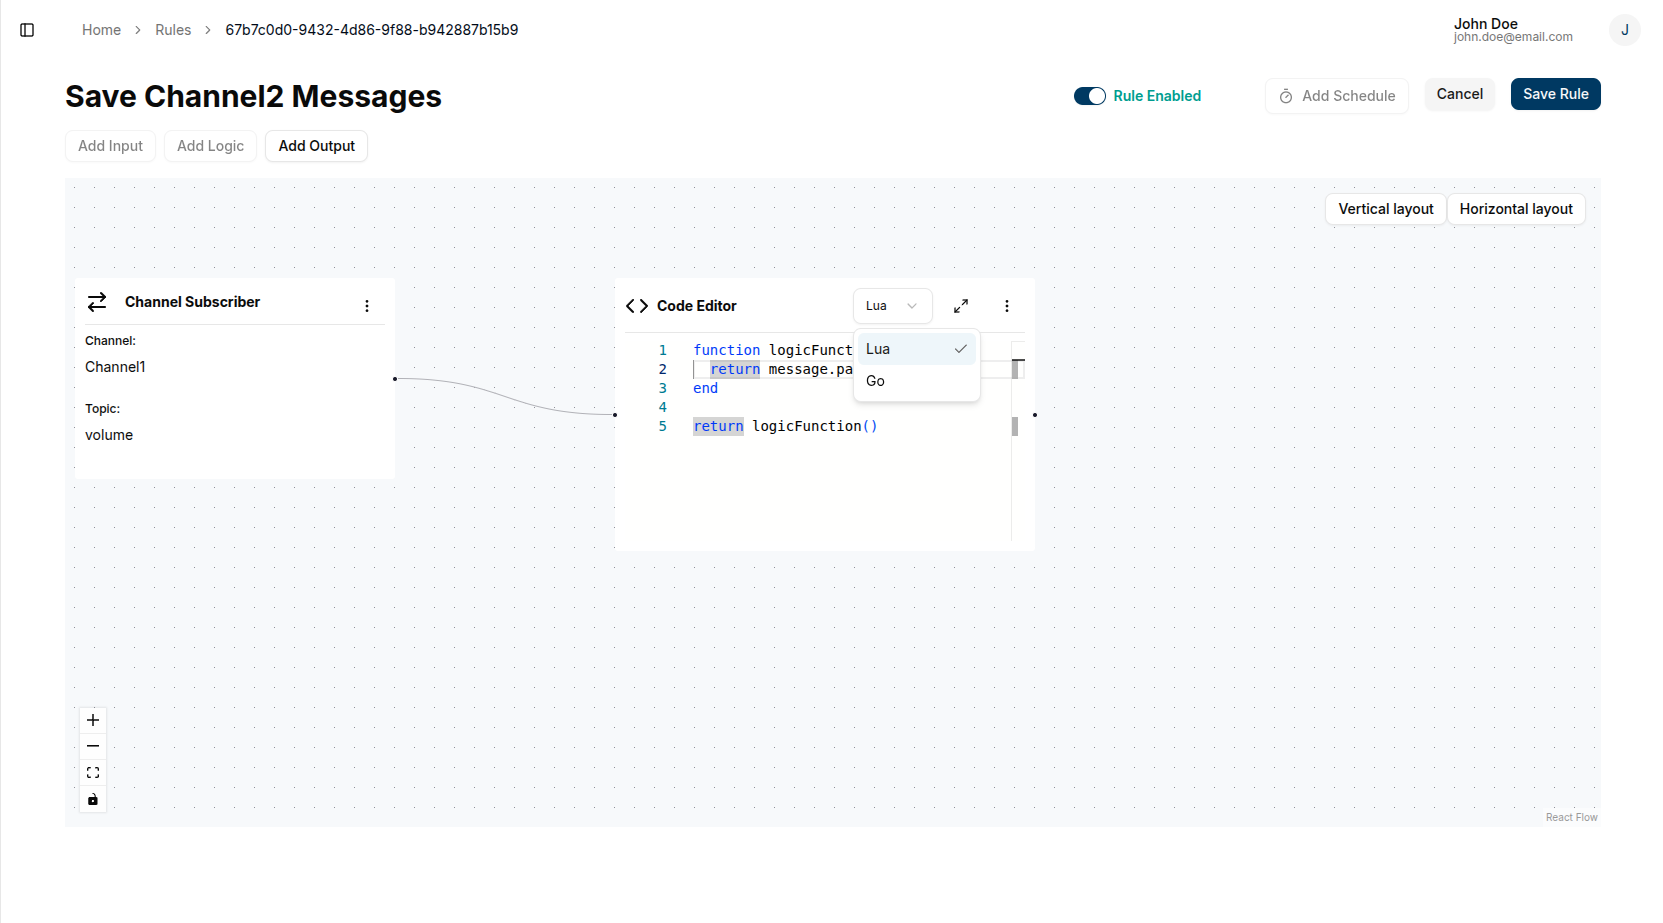 Home > Rules > 67b7c0d0-9432-4d86-9f88-b942887b15b9
John Doe
john.doe@email.com
J
Save Channel2 Messages
Rule Enabled
Add Schedule
Cancel
Save Rule
Add Input
Add Logic
Add Output
Vertical layout
Horizontal layout
Channel Subscriber
Channel:
Channel1
Topic:
volume
Code Editor
Lua
Lua
Go
1 function logicFunct
2 return message.pa
3 end
4
5 return logicFunction()
React Flow